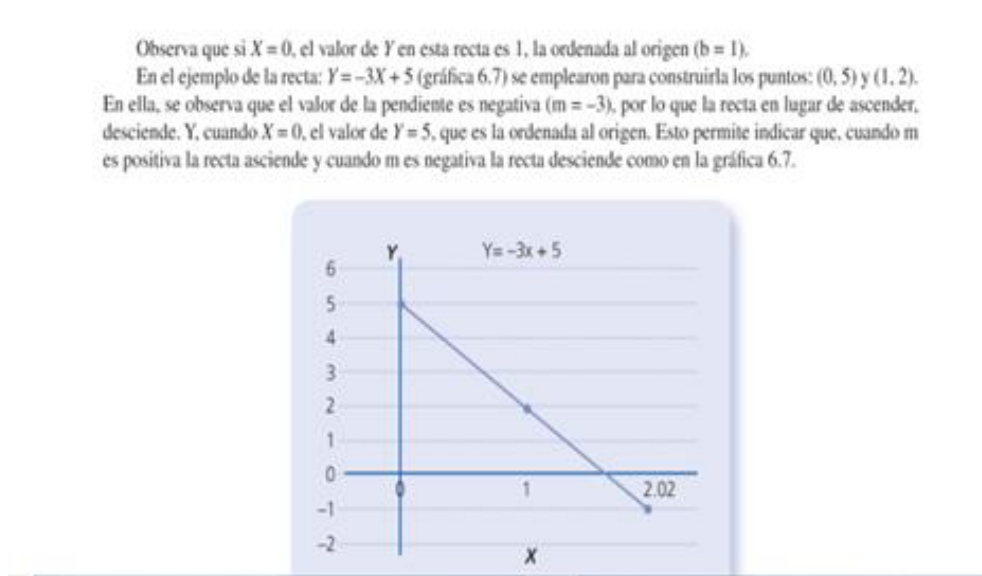 Observa que si X = 0, el valor de Y en esta recta es 1, la ordenada al origen (b = 1).
En el ejemplo de la recta: Y = –3X + 5 (gráfica 6.7) se emplearon para construirla los puntos: (0, 5) y (1, 2).
En ella, se observa que el valor de la pendiente es negativa (m = –3), por lo que la recta en lugar de ascender,
desciende. Y, cuando X = 0, el valor de Y = 5, que es la ordenada al origen. Esto permite indicar que, cuando m
es positiva la recta asciende y cuando m es negativa la recta desciende como en la gráfica 6.7.
Y
Y= –3x + 5
6
5
4
3
2
1
0
0
1
2.02
–1
–2
X